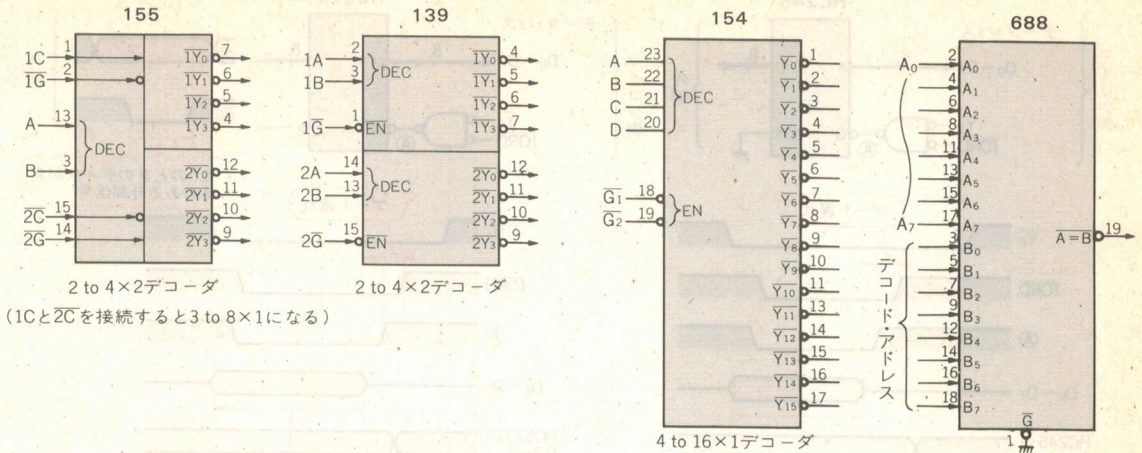 155
1C 1
1G 2
A 13
B 3
DEC
2C 15
2G 14
1Y0 7
1Y1 6
1Y2 5
1Y3 4
2Y0 12
2Y1 11
2Y2 10
2Y3 9
2 to 4×2デコーダ
(1Cと2Cを接続すると3 to 8×1になる)
139
1A 2
1B 3
DEC
1G 1 EN
2A 14
2B 13
DEC
2G 15 EN
1Y0 4
1Y1 5
1Y2 6
1Y3 7
2Y0 12
2Y1 11
2Y2 10
2Y3 9
2 to 4×2デコーダ
154
A 23
B 22
C 21
D 20
DEC
G1 18
G2 19
EN
Y0 1
Y1 2
Y2 3
Y3 4
Y4 5
Y5 6
Y6 7
Y7 8
Y8 9
Y9 10
Y10 11
Y11 13
Y12 14
Y13 15
Y14 16
Y15 17
4 to 16×1デコーダ
688
A0 2 A0
4 A1
6 A2
8 A3
11 A4
13 A5
15 A6
A7 17 A7
デコード・アドレス
3 B0
5 B1
7 B2
9 B3
12 B4
14 B5
16 B6
18 B7
A=B 19
G
1